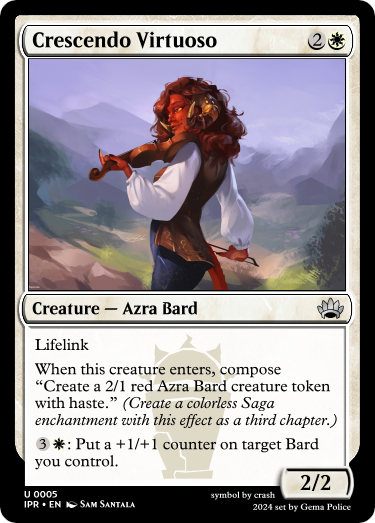 Crescendo Virtuoso 2
Creature — Azra Bard
Lifelink
When this creature enters, compose
“Create a 2/1 red Azra Bard creature token
with haste.” (Create a colorless Saga
enchantment with this effect as a third chapter.)
3 : Put a +1/+1 counter on target Bard
you control.
2/2
U 0005
IPR • EN Sam Santala
symbol by crash
2024 set by Gema Police